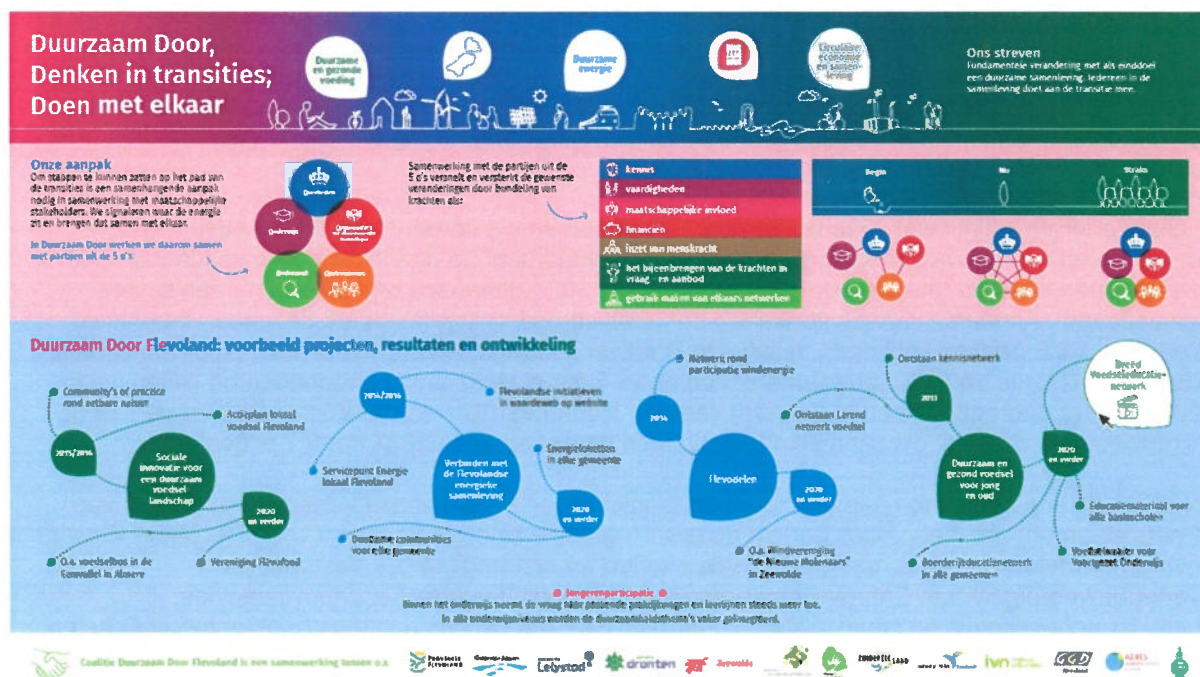 Duurzaam Door,
Denken in transities;
Doen met elkaar
Duurzame
en gezonde
voeding
Duurzame
energie
Circulaire
economie
en samen-
leving
Ons streven
Fundamentele verandering met als einddoel
een duurzame samenleving. Iedereen in de
samenleving doet aan de transitie mee.
Onze aanpak
Om stappen te kunnen zetten op het pad van
de transities is een samenhangende aanpak
nodig in samenwerking met maatschappelijke
stakeholders. We signaleren waar de energie
zit en brengen dat samen met elkaar.
In Duurzaam Door werken we daarom samen
met partijen uit de 5 o's:
Overheden
Onderwijs
Onderzoek
Ondernemers
Samenwerking met de partijen uit de
5 o's versnelt en versterkt de gewenste
veranderingen door bundeling van
krachten als:
kennis
vaardigheden
maatschappelijke invloed
financiën
inzet van menskracht
het bijeenbrengen van de krachten in
vraag- en aanbod
gebruik maken van elkaars netwerken
Begin
Nu
Straks
Duurzaam Door Flevoland: voorbeeld projecten, resultaten en ontwikkeling
Community's of practice
rond eetbare natuur
Actieplan lokaal
voedsel Flevoland
2015/2016
Sociale
innovatie voor
een duurzaam
voedsel
landschap
2020
en verder
O.a. voedselbos in de
Eemvallei in Almere
Vereniging Flevofood
2014/2016
Flevolandse initiatieven
in waardeweb op website
Servicepunt Energie
lokaal Flevoland
Verbinden met
de Flevolandse
energieke
samenleving
Energieloketten
in elke gemeente
2020
en verder
Duurzame communities
voor elke gemeente
Netwerk rond
participatie windenergie
2014
Flevodelen
2020
en verder
O.a. Windvereniging
"de Nieuwe Molenaars"
in Zeewolde
Ontstaan kennisnetwerk
2013
Ontstaan Lerend
netwerk voedsel
Duurzaam en
gezond voedsel
voor jong
en oud
Breed
Voedseleducatie-
netwerk
2020
en verder
Educatiemateriaal voor
alle basisscholen
Boerderijeducatienetwerk
in alle gemeenten
Voortgezet Onderwijs
Jongerenparticipatie
Binnen het onderwijs neemt de vraag naar passende praktijkvragen en leerlijnen steeds meer toe.
In alle onderwijsniveaus worden de duurzaamheidsthema's vaker geïntegreerd.
Coalitie Duurzaam Door Flevoland is een samenwerking tussen o.a.
PROVINCIE
FLEVOLAND
Lelystad
dronten
Zeewolde
ivn
GGD
AERES